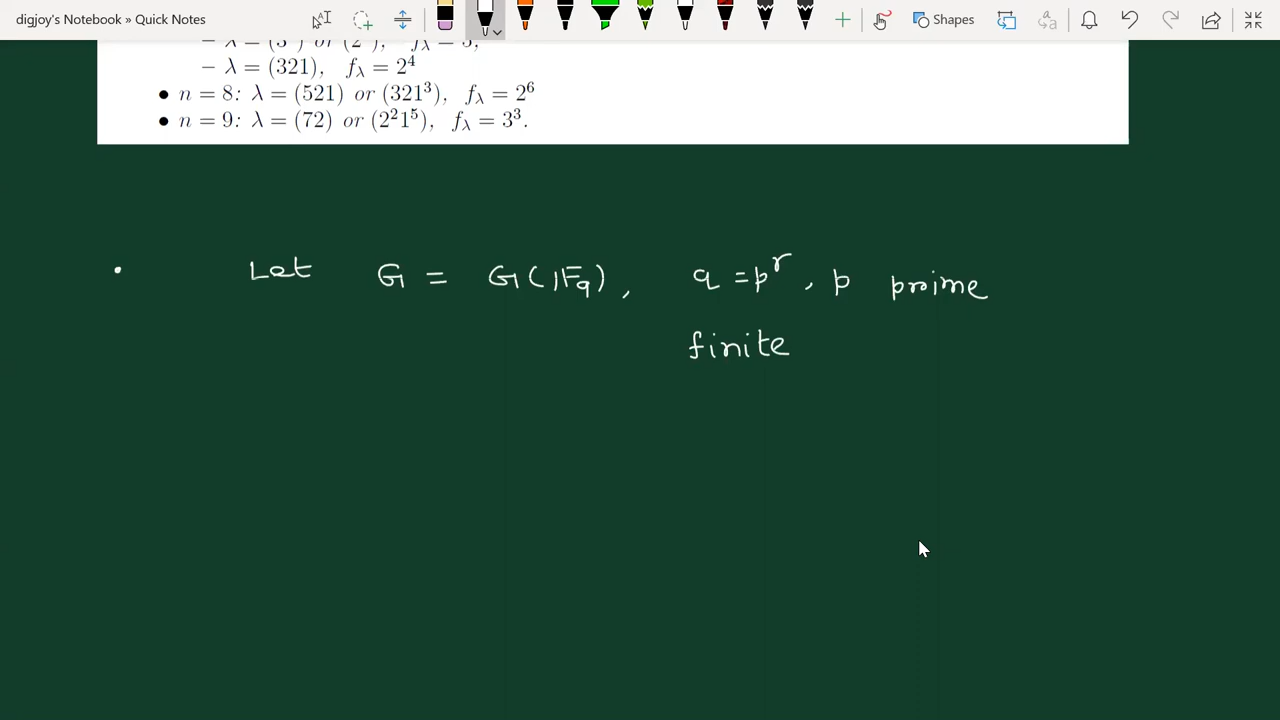 digjoy's Notebook » Quick Notes
Shapes
– λ = (321), f_λ = 2⁴
• n = 8: λ = (521) or (321³), f_λ = 2⁶
• n = 9: λ = (72) or (2²1⁵), f_λ = 3³.
• Let G = G(𝔽_q), q = p^r, p prime
finite